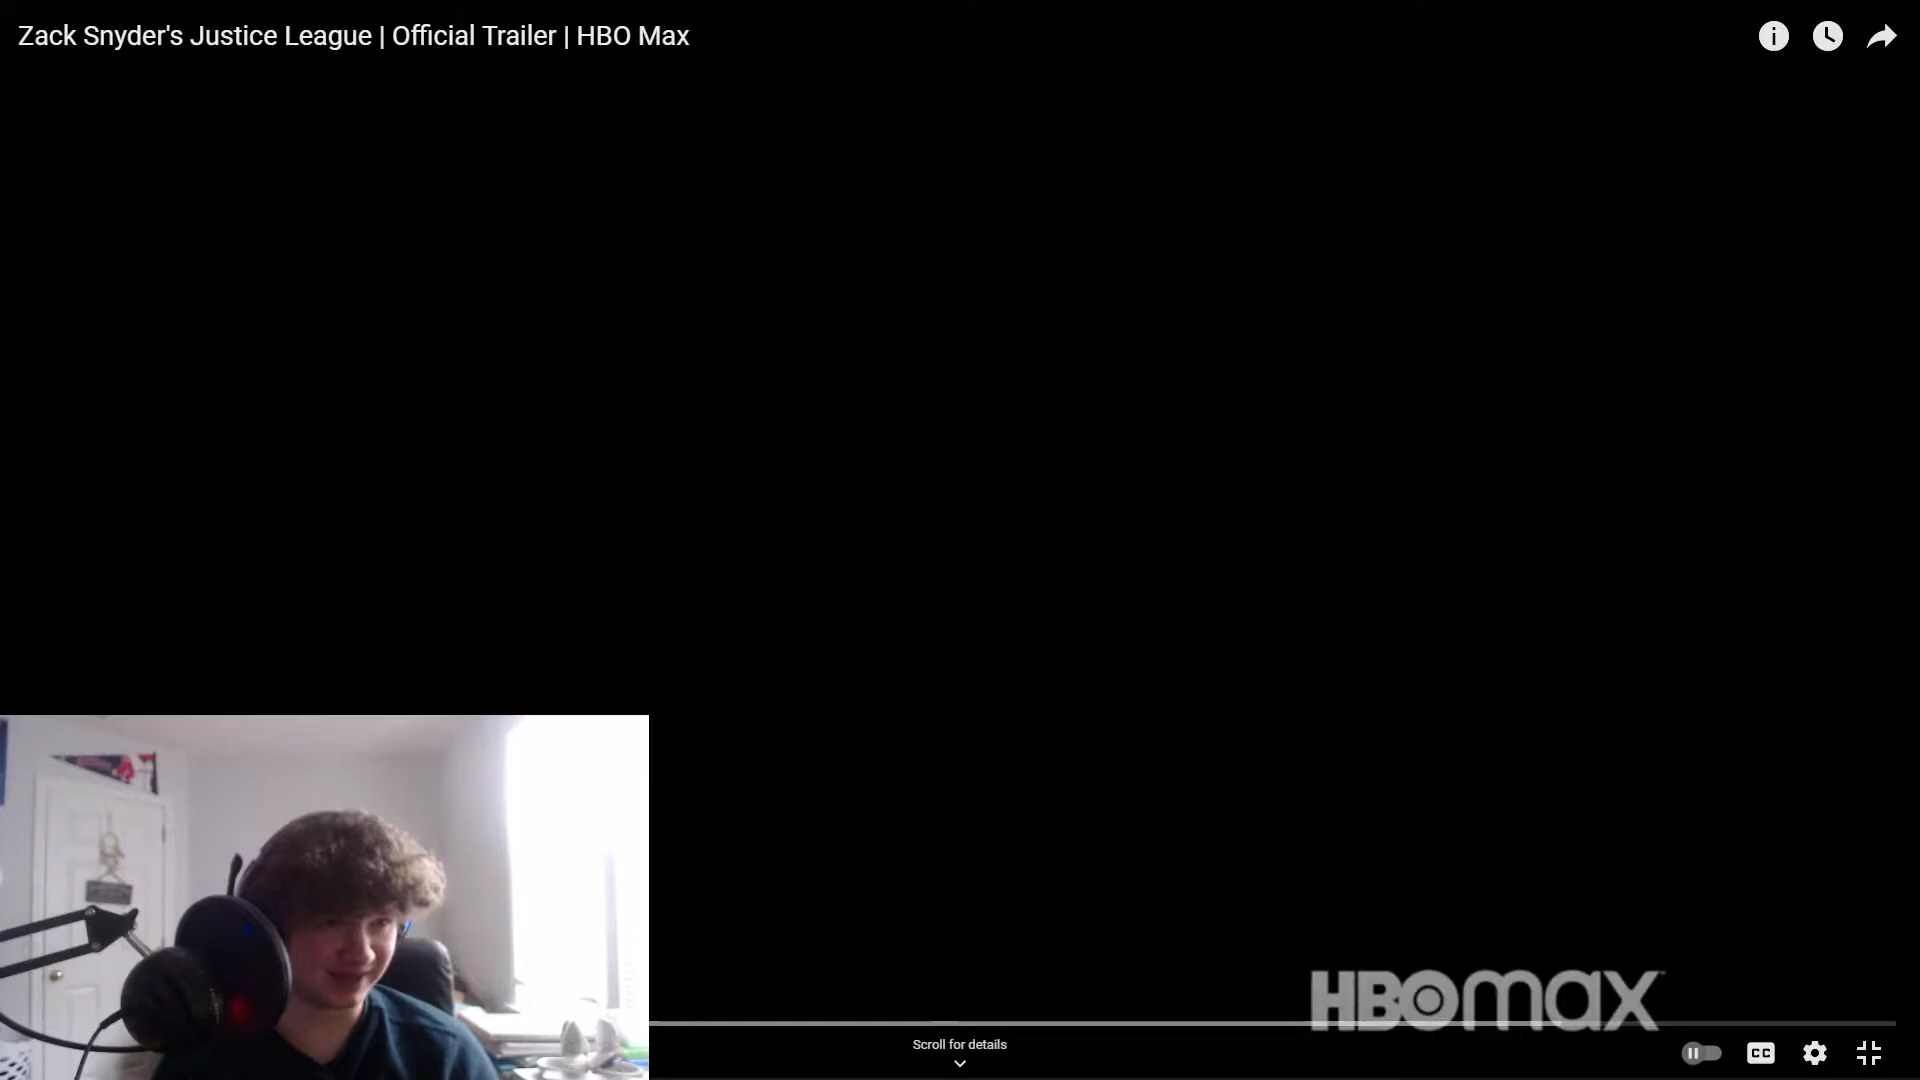 Zack Snyder's Justice League | Official Trailer | HBO Max
HBOmax
Scroll for details
CC